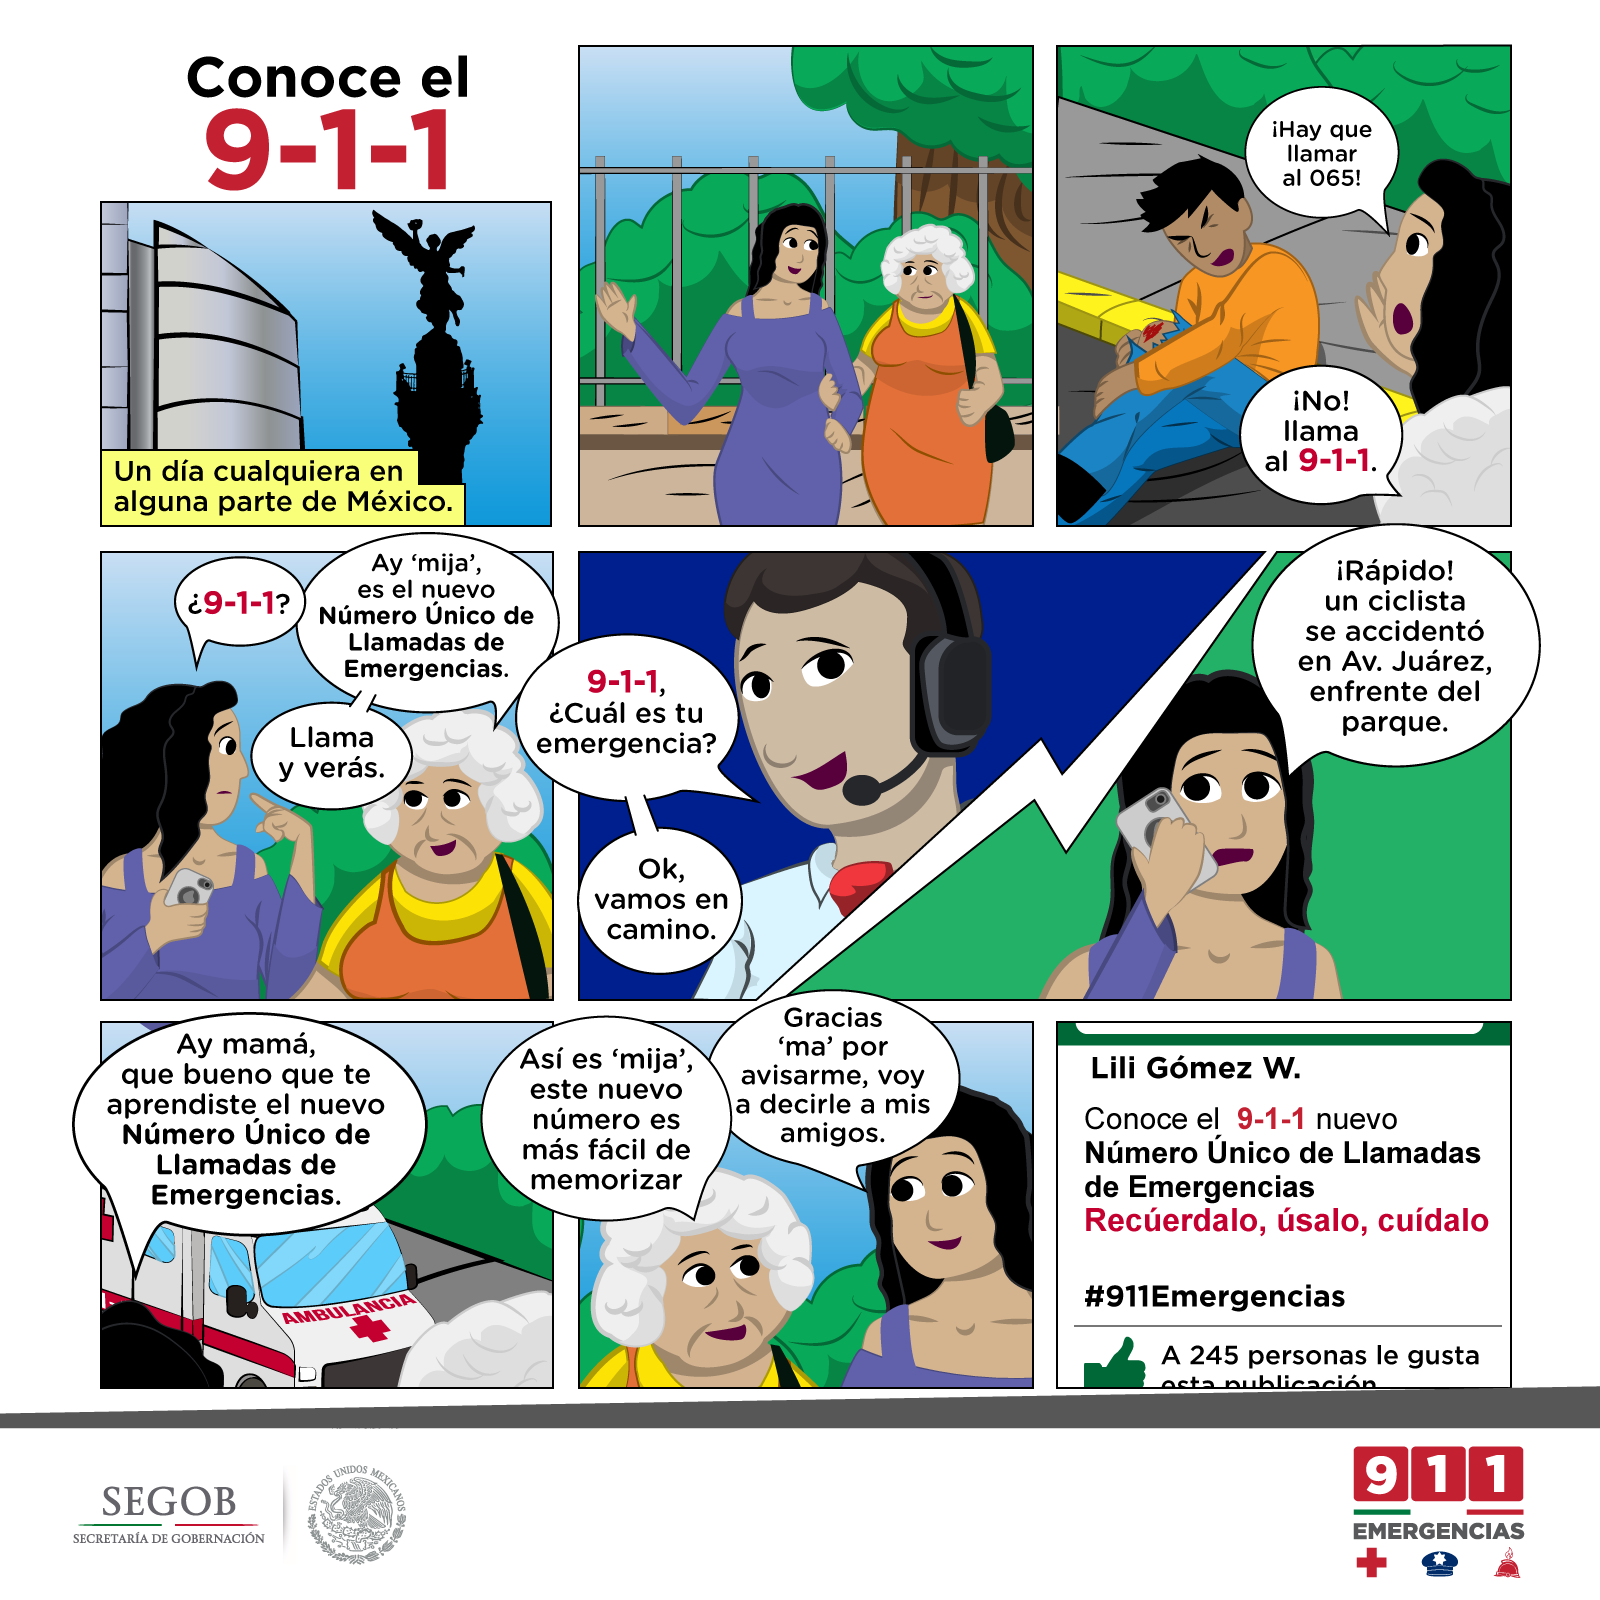 Conoce el
9-1-1
Un día cualquiera en
alguna parte de México.
¡Hay que
llamar
al 065!
¡No!
llama
al 9-1-1.
¿9-1-1?
Ay ‘mija’,
es el nuevo
Número Único de
Llamadas de
Emergencias.
Llama
y verás.
9-1-1,
¿Cuál es tu
emergencia?
¡Rápido!
un ciclista
se accidentó
en Av. Juárez,
enfrente del
parque.
Ok,
vamos en
camino.
Ay mamá,
que bueno que te
aprendiste el nuevo
Número Único de
Llamadas de
Emergencias.
AMBULANCIA
Así es ‘mija’,
este nuevo
número es
más fácil de
memorizar
Gracias
‘ma’ por
avisarme, voy
a decirle a mis
amigos.
Lili Gómez W.
Conoce el 9-1-1 nuevo
Número Único de Llamadas
de Emergencias
Recúerdalo, úsalo, cuídalo
#911Emergencias
A 245 personas le gusta
esta publicación
SEGOB
SECRETARÍA DE GOBERNACIÓN
ESTADOS UNIDOS MEXICANOS
911
EMERGENCIAS